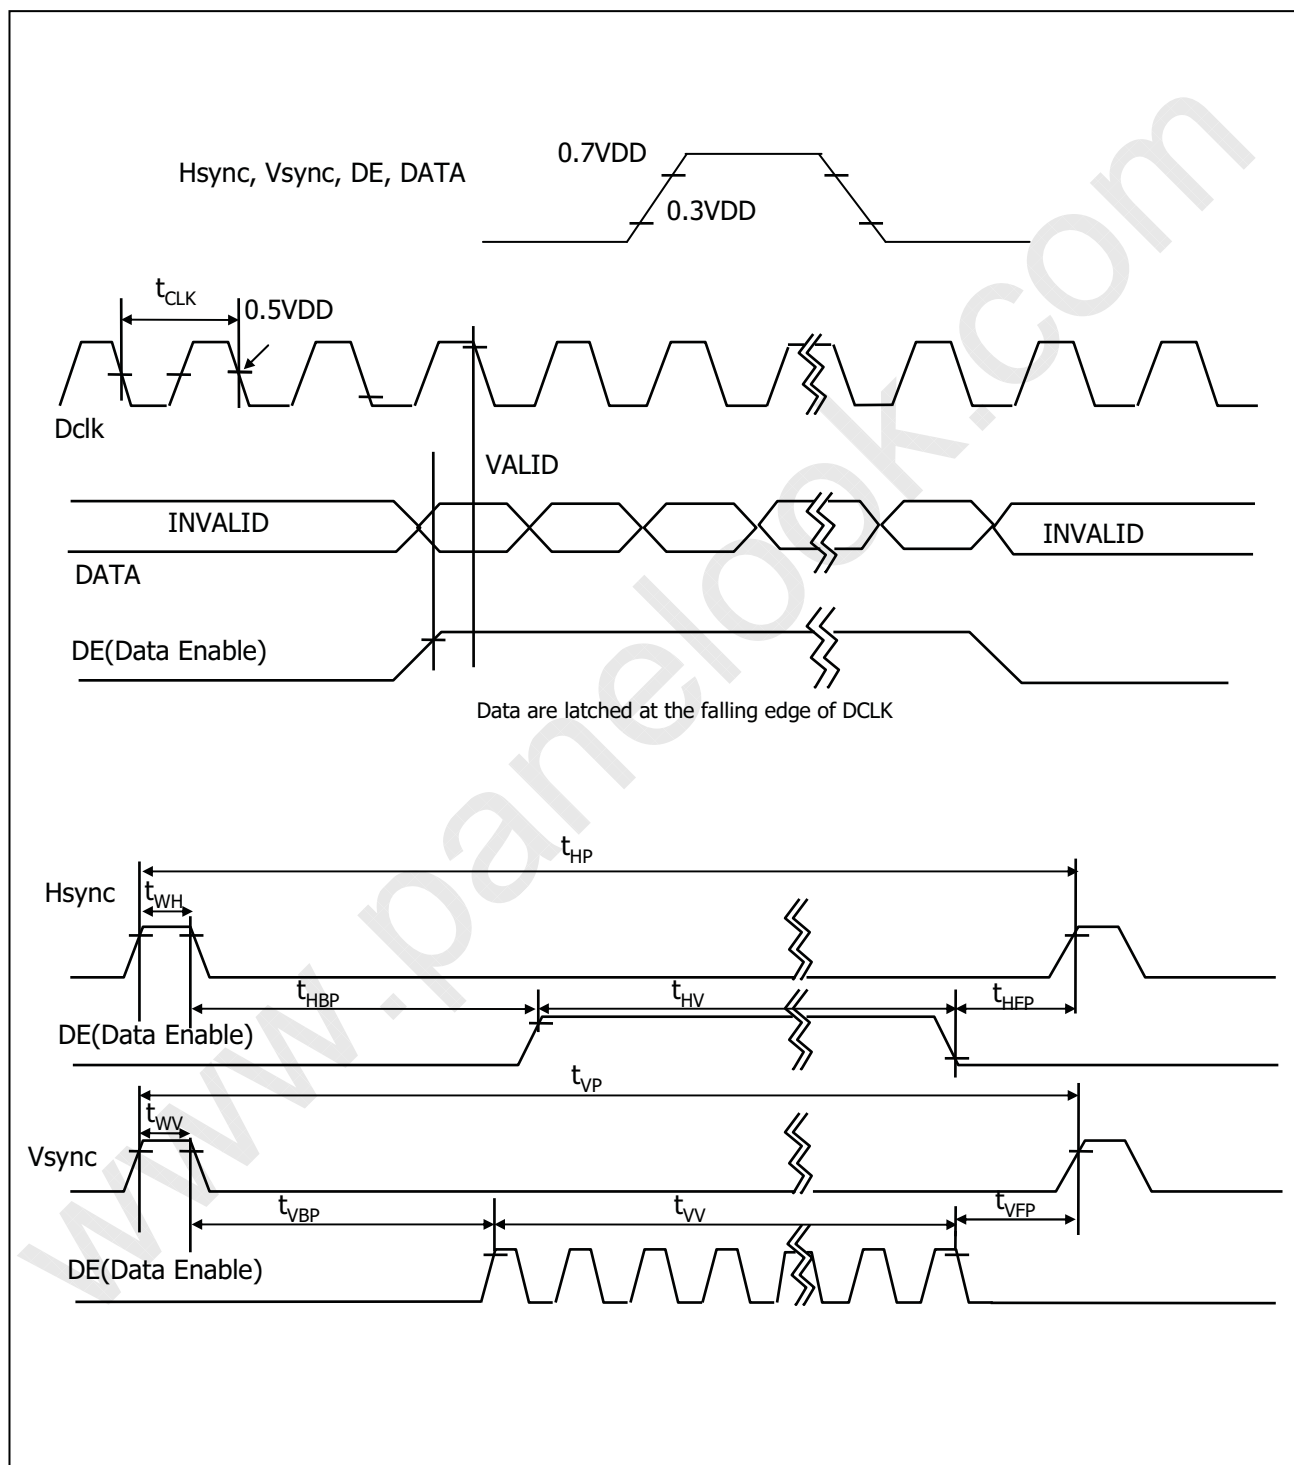 0.7VDD
Hsync, Vsync, DE, DATA
0.3VDD
tCLK
0.5VDD
Dclk
VALID
INVALID
INVALID
DATA
DE(Data Enable)
Data are latched at the falling edge of DCLK
tHP
Hsync
tWH
tHBP
tHV
tHFP
DE(Data Enable)
tVP
tWV
Vsync
tVBP
tVV
tVFP
DE(Data Enable)
www.panelook.com